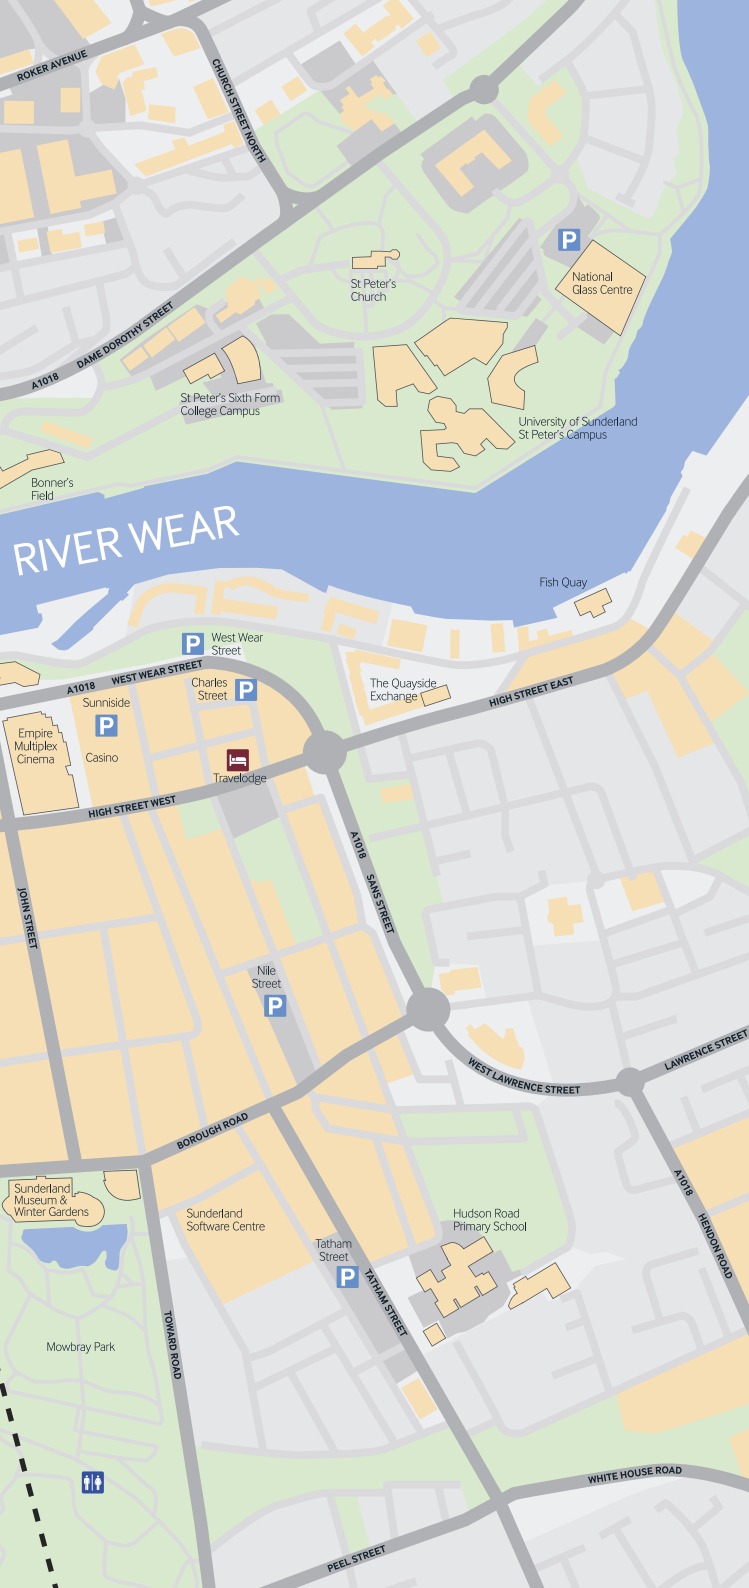 ROKER AVENUE
CHURCH STREET NORTH
P
National
Glass Centre
St Peter's
Church
DAME DOROTHY STREET
A1018
St Peter's Sixth Form
College Campus
University of Sunderland
St Peter's Campus
Bonner's
Field
RIVER WEAR
Fish Quay
P
West Wear
Street
A1018 WEST WEAR STREET
Charles
Street
P
The Quayside
Exchange
HIGH STREET EAST
Sunniside
P
Empire
Multiplex
Cinema
Casino
Travelodge
HIGH STREET WEST
A1018 SANS STREET
JOHN STREET
Nile
Street
P
WEST LAWRENCE STREET
LAWRENCE STREET
BOROUGH ROAD
A1018 HENDON ROAD
Sunderland
Museum &
Winter Gardens
Sunderland
Software Centre
Hudson Road
Primary School
Tatham
Street
P
TATHAM STREET
TOWARD ROAD
Mowbray Park
WHITE HOUSE ROAD
PEEL STREET